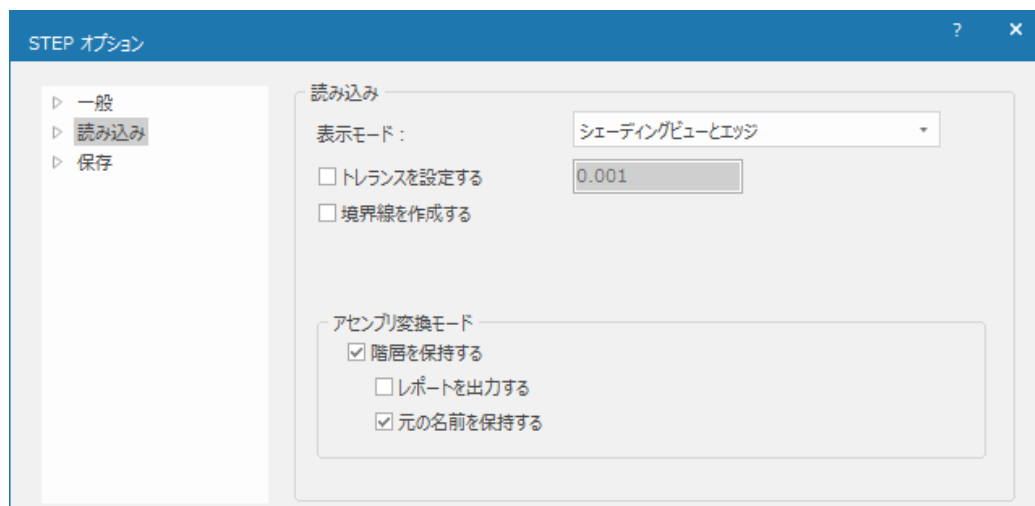 STEP オプション
?
×
一般
読み込み
保存
読み込み
表示モード :
シェーディングビューとエッジ
トレランスを設定する
0.001
境界線を作成する
アセンブリ変換モード
階層を保持する
レポートを出力する
元の名前を保持する